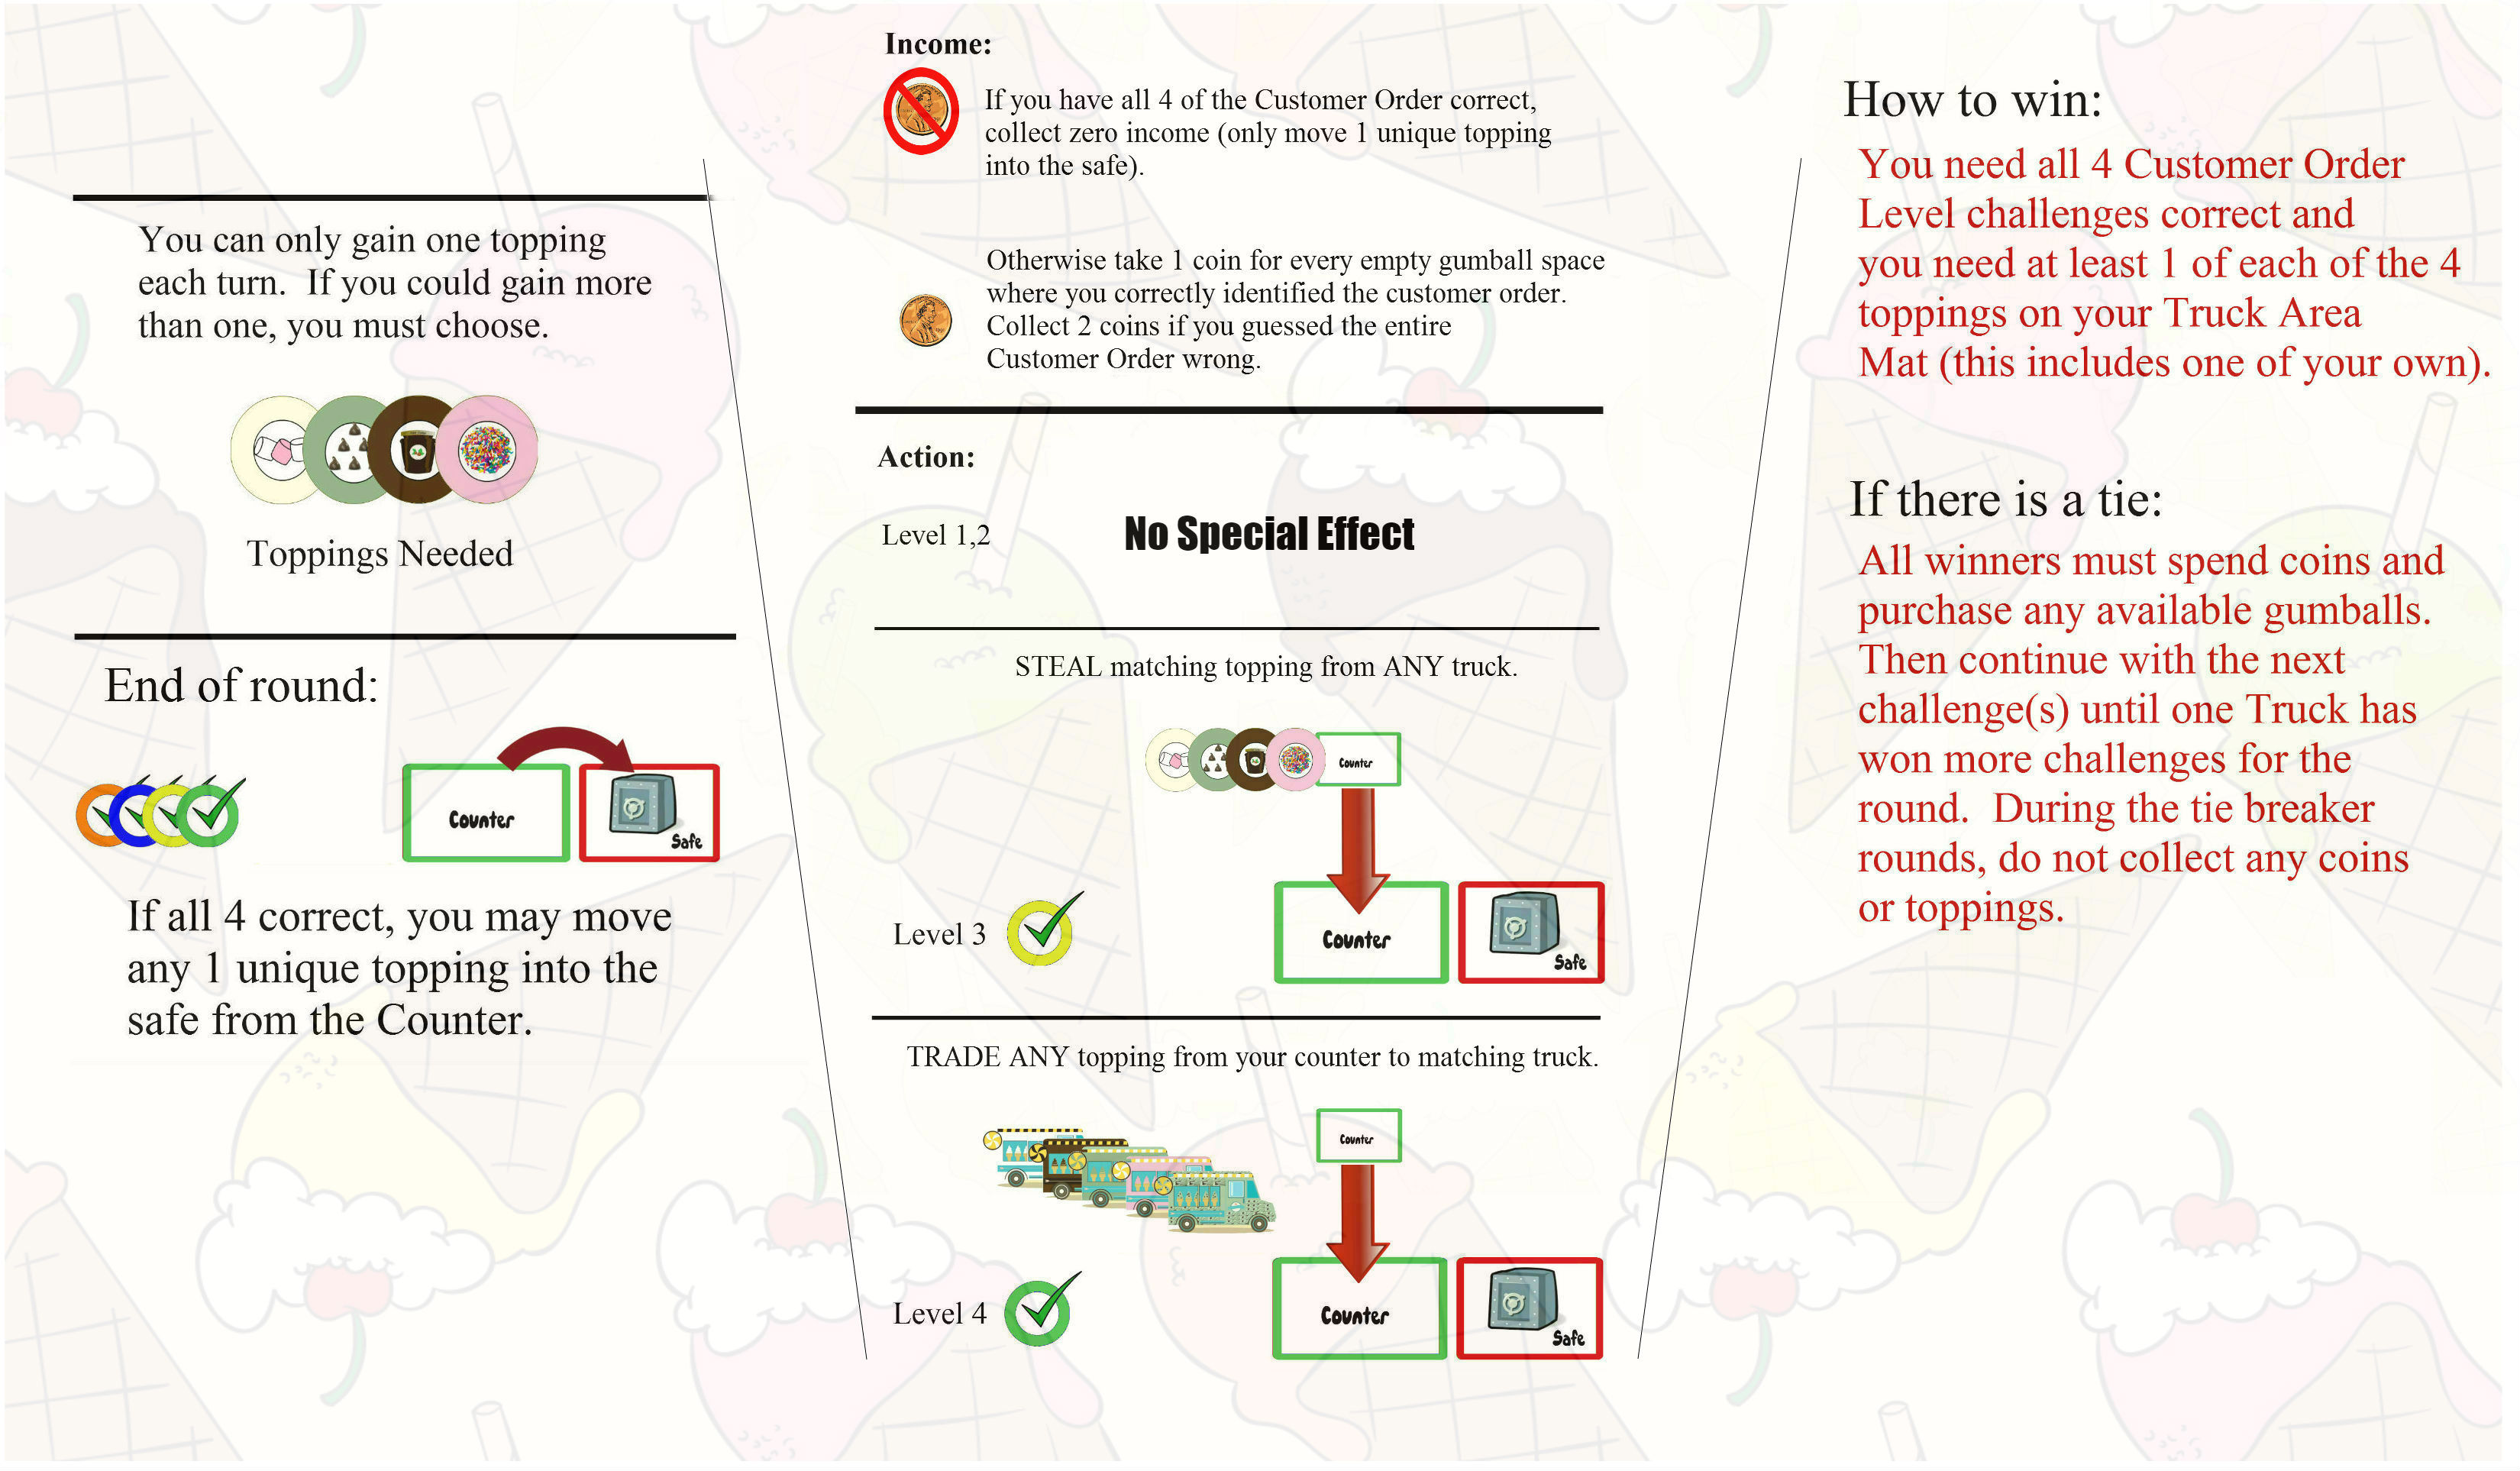 You can only gain one topping
each turn.  If you could gain more
than one, you must choose.
Toppings Needed
End of round:
Counter
Safe
If all 4 correct, you may move
any 1 unique topping into the
safe from the Counter.
Income:
If you have all 4 of the Customer Order correct,
collect zero income (only move 1 unique topping
into the safe).
Otherwise take 1 coin for every empty gumball space
where you correctly identified the customer order.
Collect 2 coins if you guessed the entire
Customer Order wrong.
Action:
Level 1,2
No Special Effect
STEAL matching topping from ANY truck.
Counter
Level 3
Counter
Safe
TRADE ANY topping from your counter to matching truck.
Counter
Level 4
Counter
Safe
How to win:
You need all 4 Customer Order
Level challenges correct and
you need at least 1 of each of the 4
toppings on your Truck Area
Mat (this includes one of your own).
If there is a tie:
All winners must spend coins and
purchase any available gumballs.
Then continue with the next
challenge(s) until one Truck has
won more challenges for the
round.  During the tie breaker
rounds, do not collect any coins
or toppings.